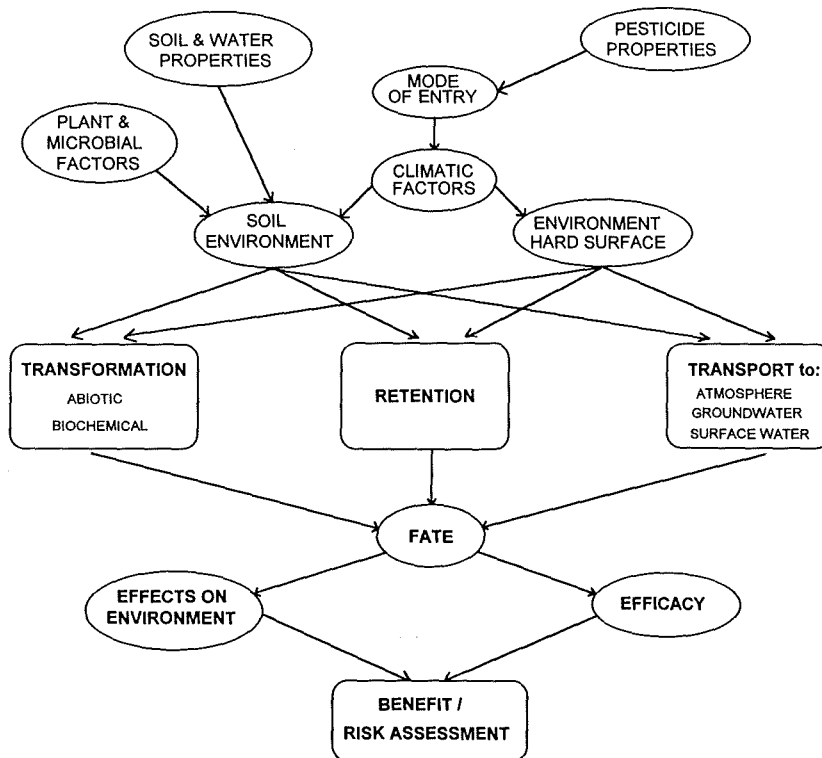 SOIL & WATER
PROPERTIES
PESTICIDE
PROPERTIES
MODE
OF ENTRY
PLANT &
MICROBIAL
FACTORS
CLIMATIC
FACTORS
SOIL
ENVIRONMENT
ENVIRONMENT
HARD SURFACE
TRANSFORMATION
ABIOTIC
BIOCHEMICAL
RETENTION
TRANSPORT to:
ATMOSPHERE
GROUNDWATER
SURFACE WATER
FATE
EFFECTS ON
ENVIRONMENT
EFFICACY
BENEFIT /
RISK ASSESSMENT